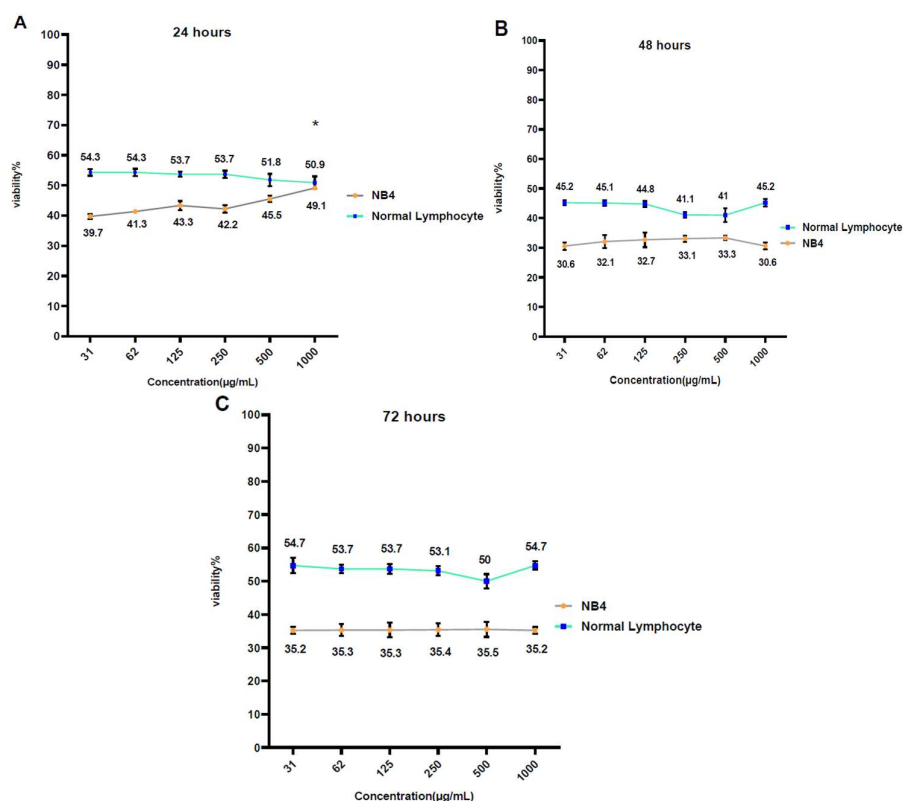 A
24 hours
100
90
80
70
60
50
40
30
20
10
0
viability%
*
54.3 54.3 53.7 53.7 51.8 50.9
39.7 41.3 43.3 42.2 45.5 49.1
NB4
Normal Lymphocyte
31 62 125 250 500 1000
Concentration(µg/mL)
B
48 hours
100
90
80
70
60
50
40
30
20
10
0
viability%
45.2 45.1 44.8 41.1 41 45.2
30.6 32.1 32.7 33.1 33.3 30.6
Normal Lymphocyte
NB4
31 62 125 250 500 1000
Concentration(µg/mL)
C
72 hours
100
90
80
70
60
50
40
30
20
10
0
viability%
54.7 53.7 53.7 53.1 50 54.7
35.2 35.3 35.3 35.4 35.5 35.2
NB4
Normal Lymphocyte
31 62 125 250 500 1000
Concentration(µg/mL)